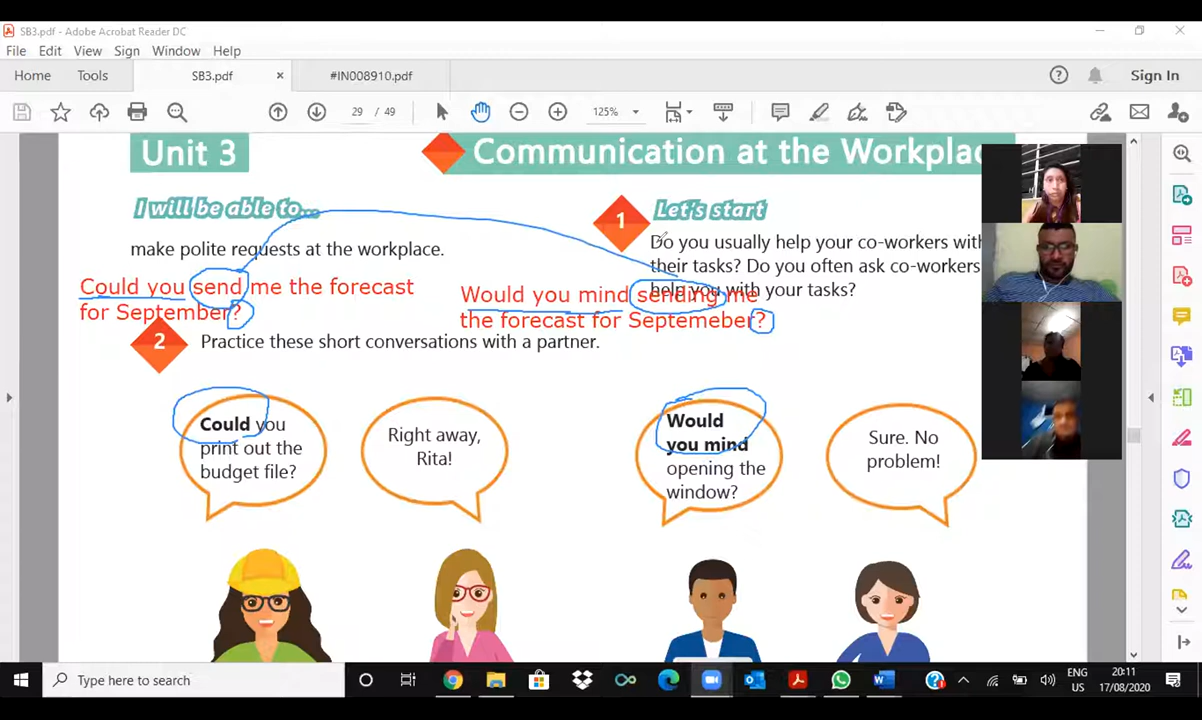 SB3.pdf - Adobe Acrobat Reader DC
File Edit View Sign Window Help
Home Tools SB3.pdf × #IN008910.pdf Sign In
29 / 49 125%
Unit 3 Communication at the Workplac
I will be able to...
make polite requests at the workplace.
1 Let's start
Do you usually help your co-workers with
their tasks? Do you often ask co-workers
help you with your tasks?
Could you send me the forecast
for September?
Would you mind sending me
the forecast for Septemeber?
2 Practice these short conversations with a partner.
Could you
print out the
budget file?
Right away,
Rita!
Would
you mind
opening the
window?
Sure. No
problem!
Type here to search
ENG
US
20:11
17/08/2020